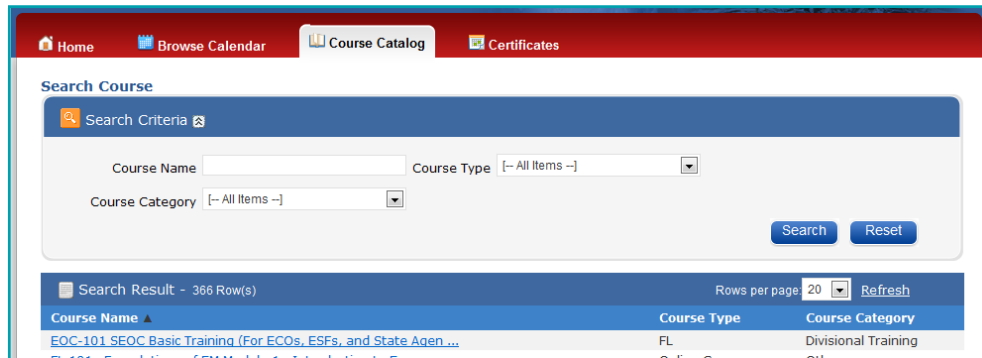 Home Browse Calendar Course Catalog Certificates
Search Course
Search Criteria
Course Name Course Type [-- All Items --]
Course Category [-- All Items --]
Search Reset
Search Result - 366 Row(s) Rows per page: 20 Refresh
Course Name ▲ Course Type Course Category
EOC-101 SEOC Basic Training (For ECOs, ESFs, and State Agen ... FL Divisional Training